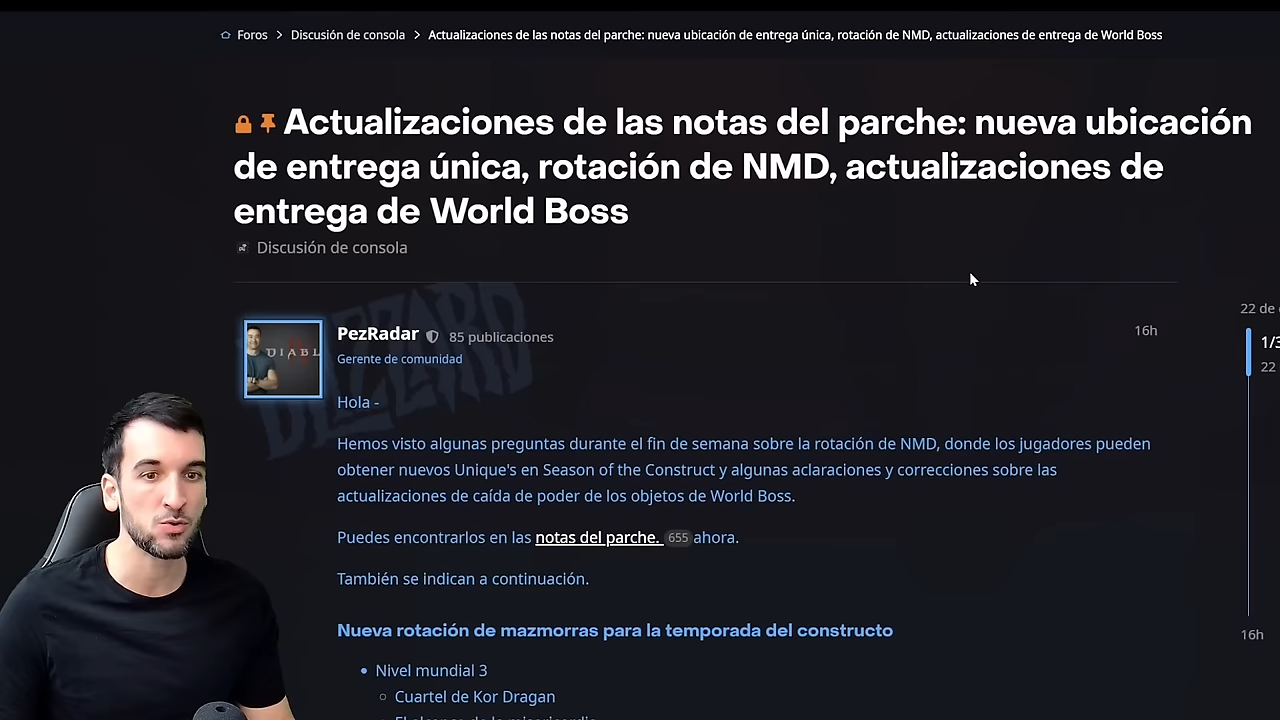 Foros > Discusión de consola > Actualizaciones de las notas del parche: nueva ubicación de entrega única, rotación de NMD, actualizaciones de entrega de World Boss
Actualizaciones de las notas del parche: nueva ubicación
de entrega única, rotación de NMD, actualizaciones de
entrega de World Boss
Discusión de consola
22 de
PezRadar 85 publicaciones 16h
1/3
Gerente de comunidad
22
DIABL
BLIZZARD
Hola -
Hemos visto algunas preguntas durante el fin de semana sobre la rotación de NMD, donde los jugadores pueden
obtener nuevos Unique's en Season of the Construct y algunas aclaraciones y correcciones sobre las
actualizaciones de caída de poder de los objetos de World Boss.
Puedes encontrarlos en las notas del parche. 655 ahora.
También se indican a continuación.
Nueva rotación de mazmorras para la temporada del constructo
16h
Nivel mundial 3
Cuartel de Kor Dragan